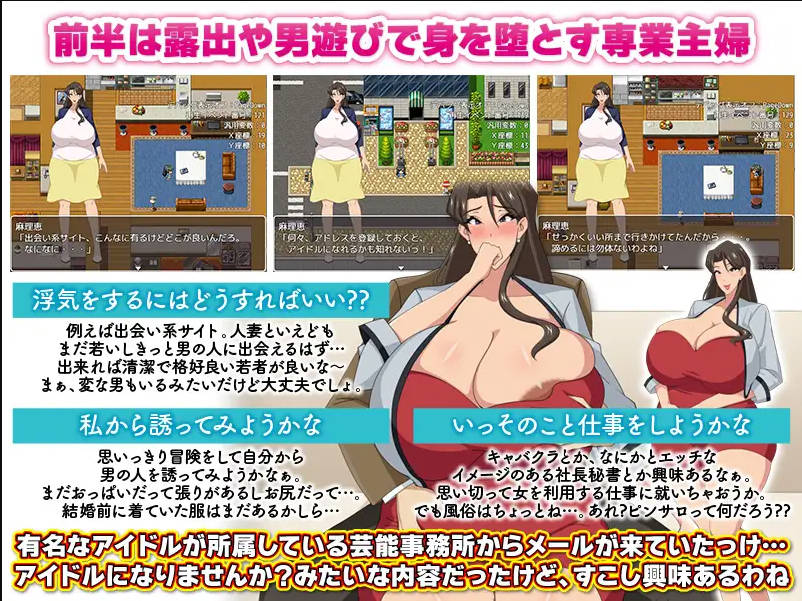 前半は露出や男遊びで身を堕とす専業主婦
麻理恵
「出会い系サイト、こんなに有るけどどこが良いんだろ。
なになに・・・」
麻理恵
「何々、アドレスを登録しておくと、
アイドルになれるかも知れないっ!」
麻理恵
「せっかくいい所まで行きかけてたんだから・・・。
諦めるには勿体ないわよね」
浮気をするにはどうすればいい??
例えば出会い系サイト。人妻といえども
まだ若いしきっと男の人に出会えるはず…
出来れば清潔で格好良い若者が良いな~
まぁ、変な男もいるみたいだけど大丈夫でしょ。
私から誘ってみようかな
思いっきり冒険をして自分から
男の人を誘ってみようかなぁ。
まだおっぱいだって張りがあるしお尻だって…。
結婚前に着ていた服はまだあるかしら…
いっそのこと仕事をしようかな
キャバクラとか、なにかとエッチな
イメージのある社長秘書とか興味あるなぁ。
思い切って女を利用する仕事に就いちゃおうか。
でも風俗はちょっとね…。あれ?ピンサロって何だろう??
有名なアイドルが所属している芸能事務所からメールが来ていたっけ…
アイドルになりませんか?みたいな内容だったけど、すこし興味あるわね